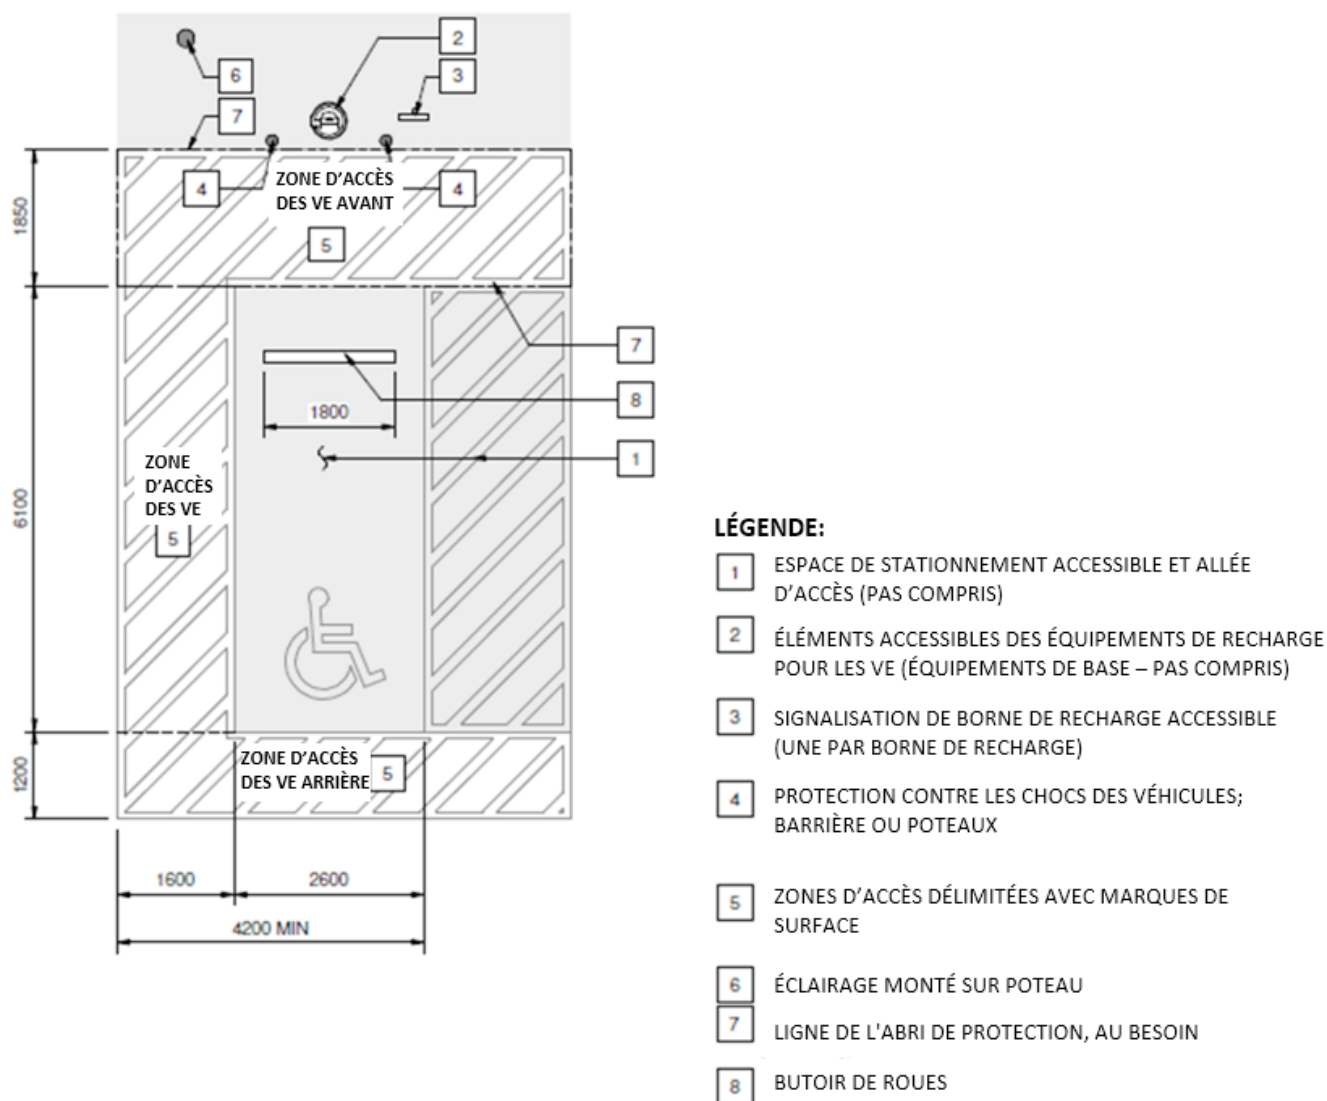 2
6
3
7
4
ZONE D'ACCÈS
DES VE AVANT
4
5
1850
7
8
1800
1
ZONE
D'ACCÈS
DES VE
5
6100
ZONE D'ACCÈS
DES VE ARRIÈRE
5
1200
1600
2600
4200 MIN
LÉGENDE:
1 ESPACE DE STATIONNEMENT ACCESSIBLE ET ALLÉE
D'ACCÈS (PAS COMPRIS)
2 ÉLÉMENTS ACCESSIBLES DES ÉQUIPEMENTS DE RECHARGE
POUR LES VE (ÉQUIPEMENTS DE BASE – PAS COMPRIS)
3 SIGNALISATION DE BORNE DE RECHARGE ACCESSIBLE
(UNE PAR BORNE DE RECHARGE)
4 PROTECTION CONTRE LES CHOCS DES VÉHICULES;
BARRIÈRE OU POTEAUX
5 ZONES D'ACCÈS DÉLIMITÉES AVEC MARQUES DE
SURFACE
6 ÉCLAIRAGE MONTÉ SUR POTEAU
7 LIGNE DE L'ABRI DE PROTECTION, AU BESOIN
8 BUTOIR DE ROUES